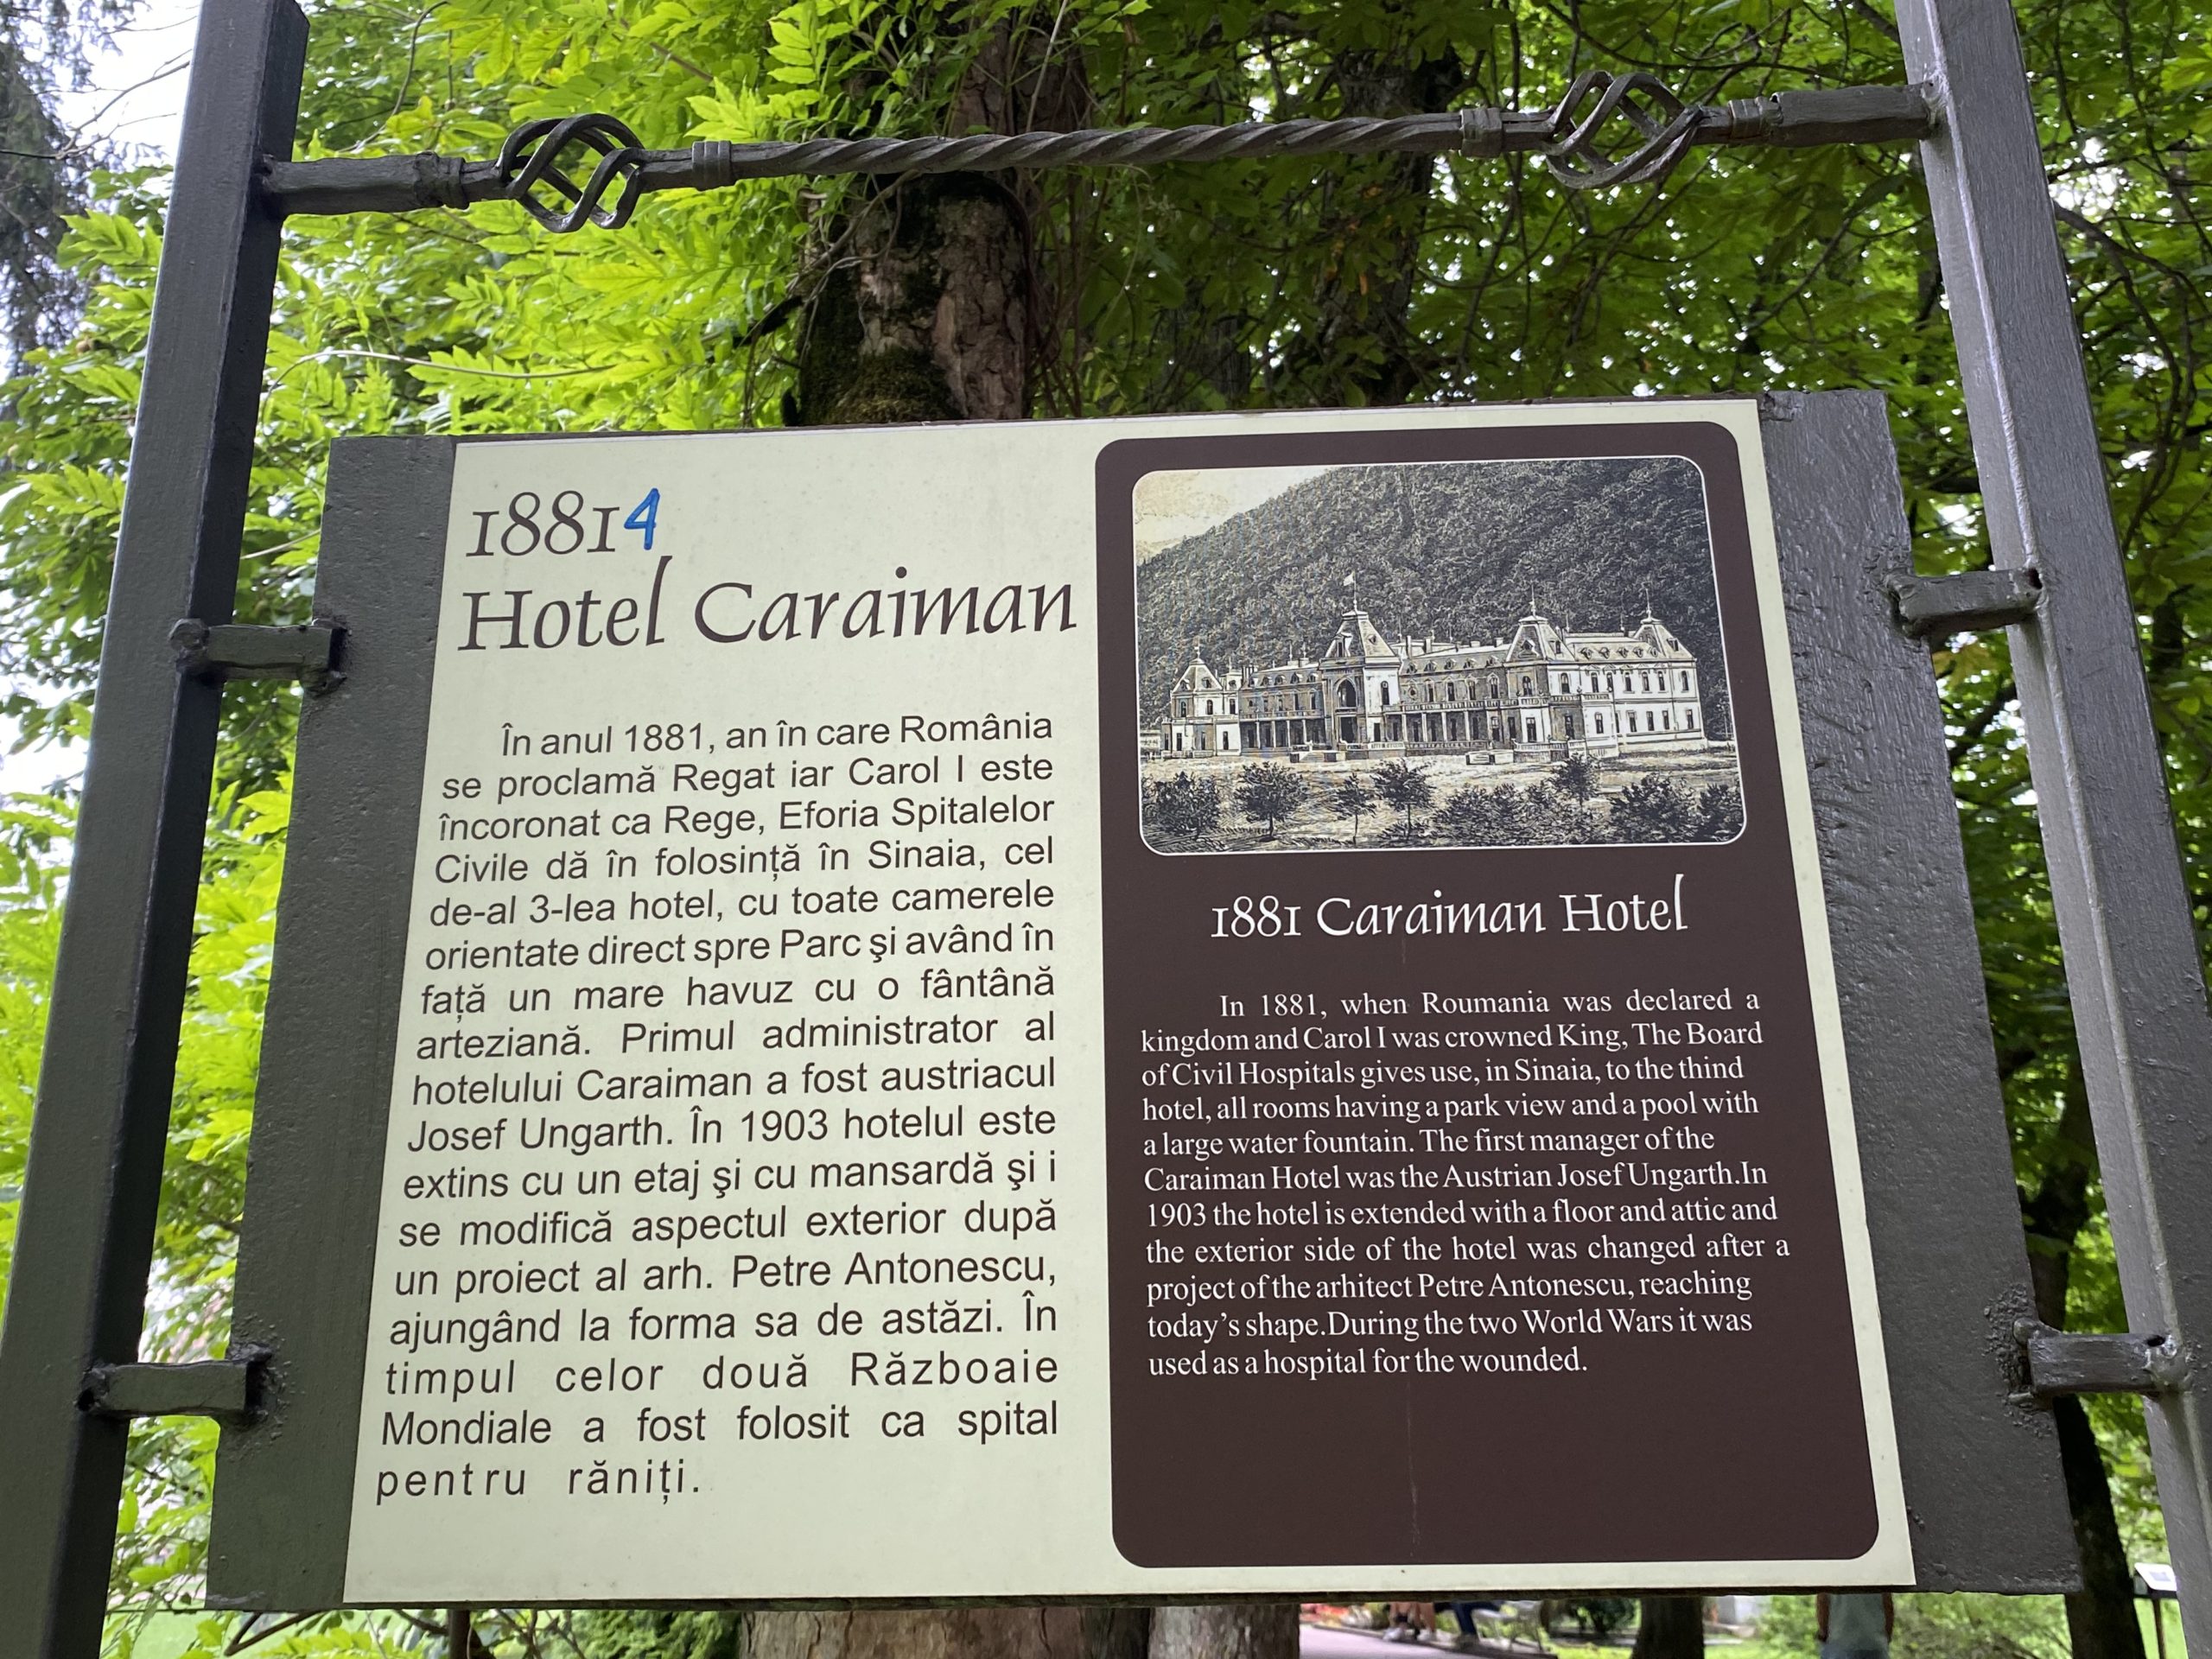 18814
Hotel Caraiman
În anul 1881, an în care România
se proclamă Regat iar Carol I este
încoronat ca Rege, Eforia Spitalelor
Civile dă în folosință în Sinaia, cel
de-al 3-lea hotel, cu toate camerele
orientate direct spre Parc şi având în
față un mare havuz cu o fântână
arteziană. Primul administrator al
hotelului Caraiman a fost austriacul
Josef Ungarth. În 1903 hotelul este
extins cu un etaj şi cu mansardă şi i
se modifică aspectul exterior după
un proiect al arh. Petre Antonescu,
ajungând la forma sa de astăzi. În
timpul celor două Războaie
Mondiale a fost folosit ca spital
pentru răniți.
1881 Caraiman Hotel
In 1881, when Roumania was declared a
kingdom and Carol I was crowned King, The Board
of Civil Hospitals gives use, in Sinaia, to the thind
hotel, all rooms having a park view and a pool with
a large water fountain. The first manager of the
Caraiman Hotel was the Austrian Josef Ungarth.In
1903 the hotel is extended with a floor and attic and
the exterior side of the hotel was changed after a
project of the arhitect Petre Antonescu, reaching
today's shape.During the two World Wars it was
used as a hospital for the wounded.